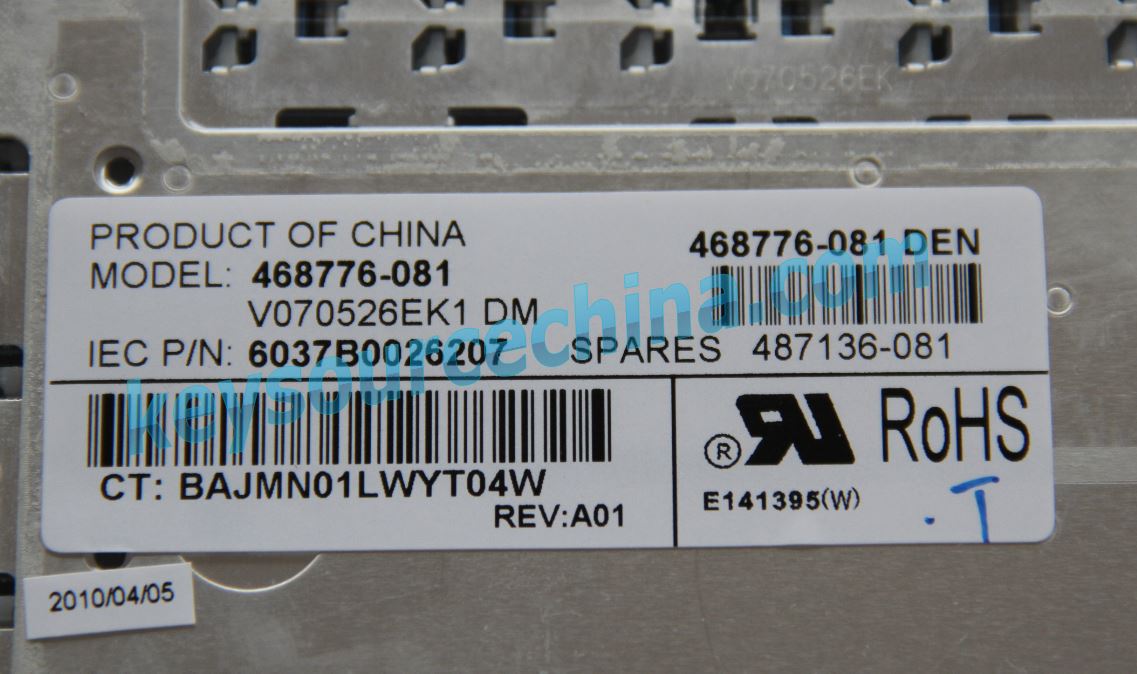 V070526EK
PRODUCT OF CHINA
MODEL: 468776-081
V070526EK1 DM
IEC P/N: 6037B0026207
468776-081 DEN
SPARES 487136-081
keysourcechina.com
CT: BAJMN01LWYT04W
REV:A01
® RU
E141395(W)
RoHS
.T
2010/04/05